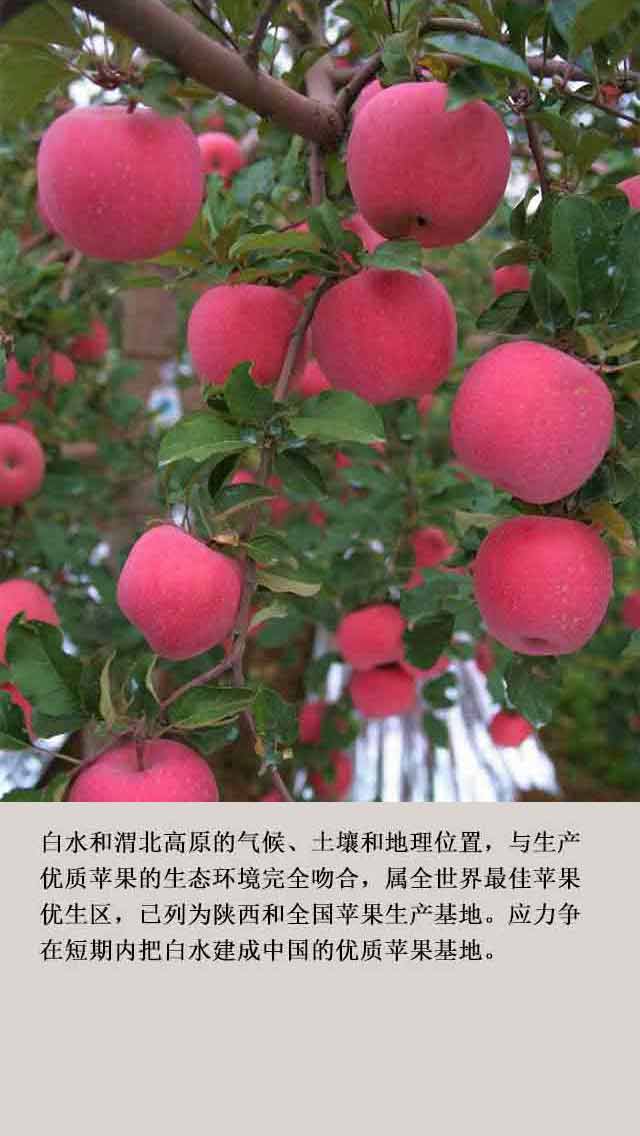 白水和渭北高原的气候、土壤和地理位置，与生产
优质苹果的生态环境完全吻合，属全世界最佳苹果
优生区，已列为陕西和全国苹果生产基地。应力争
在短期内把白水建成中国的优质苹果基地。